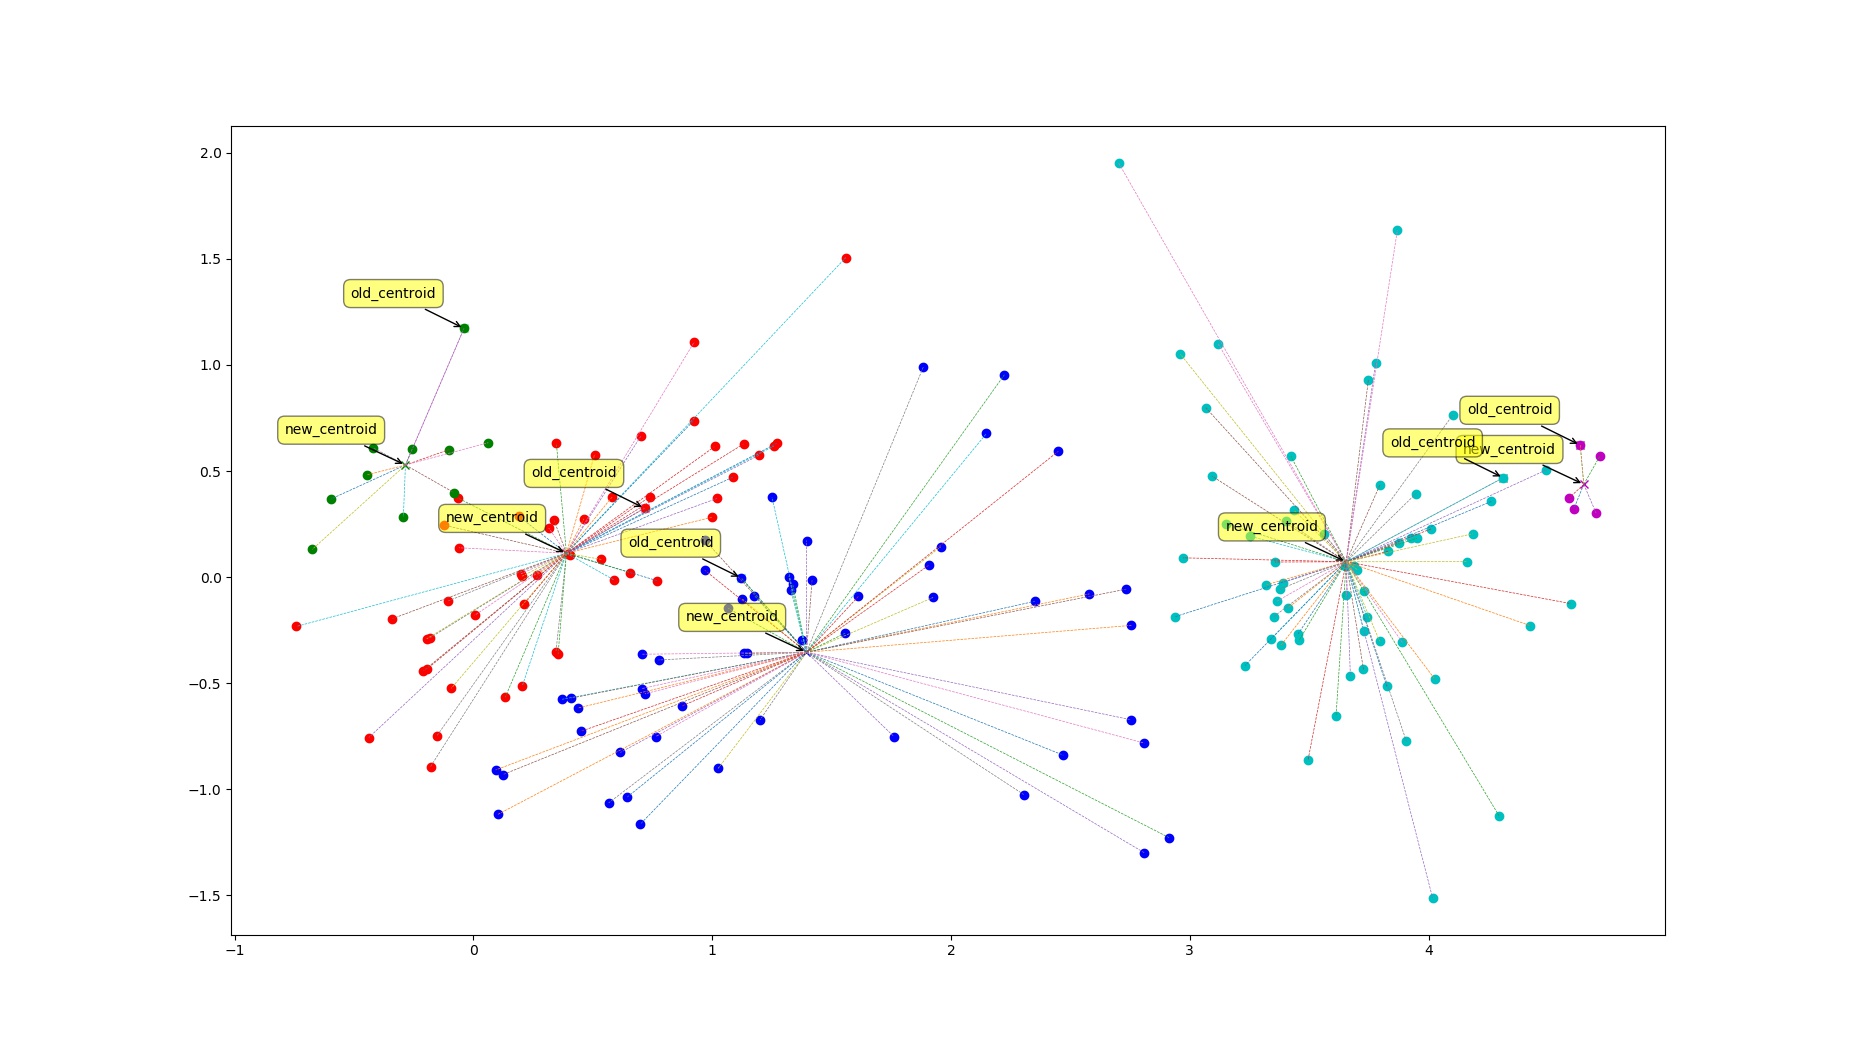 2.0
1.5
1.0
0.5
0.0
−0.5
−1.0
−1.5
−1
0
1
2
3
4
old_centroid
new_centroid
old_centroid
new_centroid
old_centroid
new_centroid
old_centroid
old_centroid
new_centroid
new_centroid